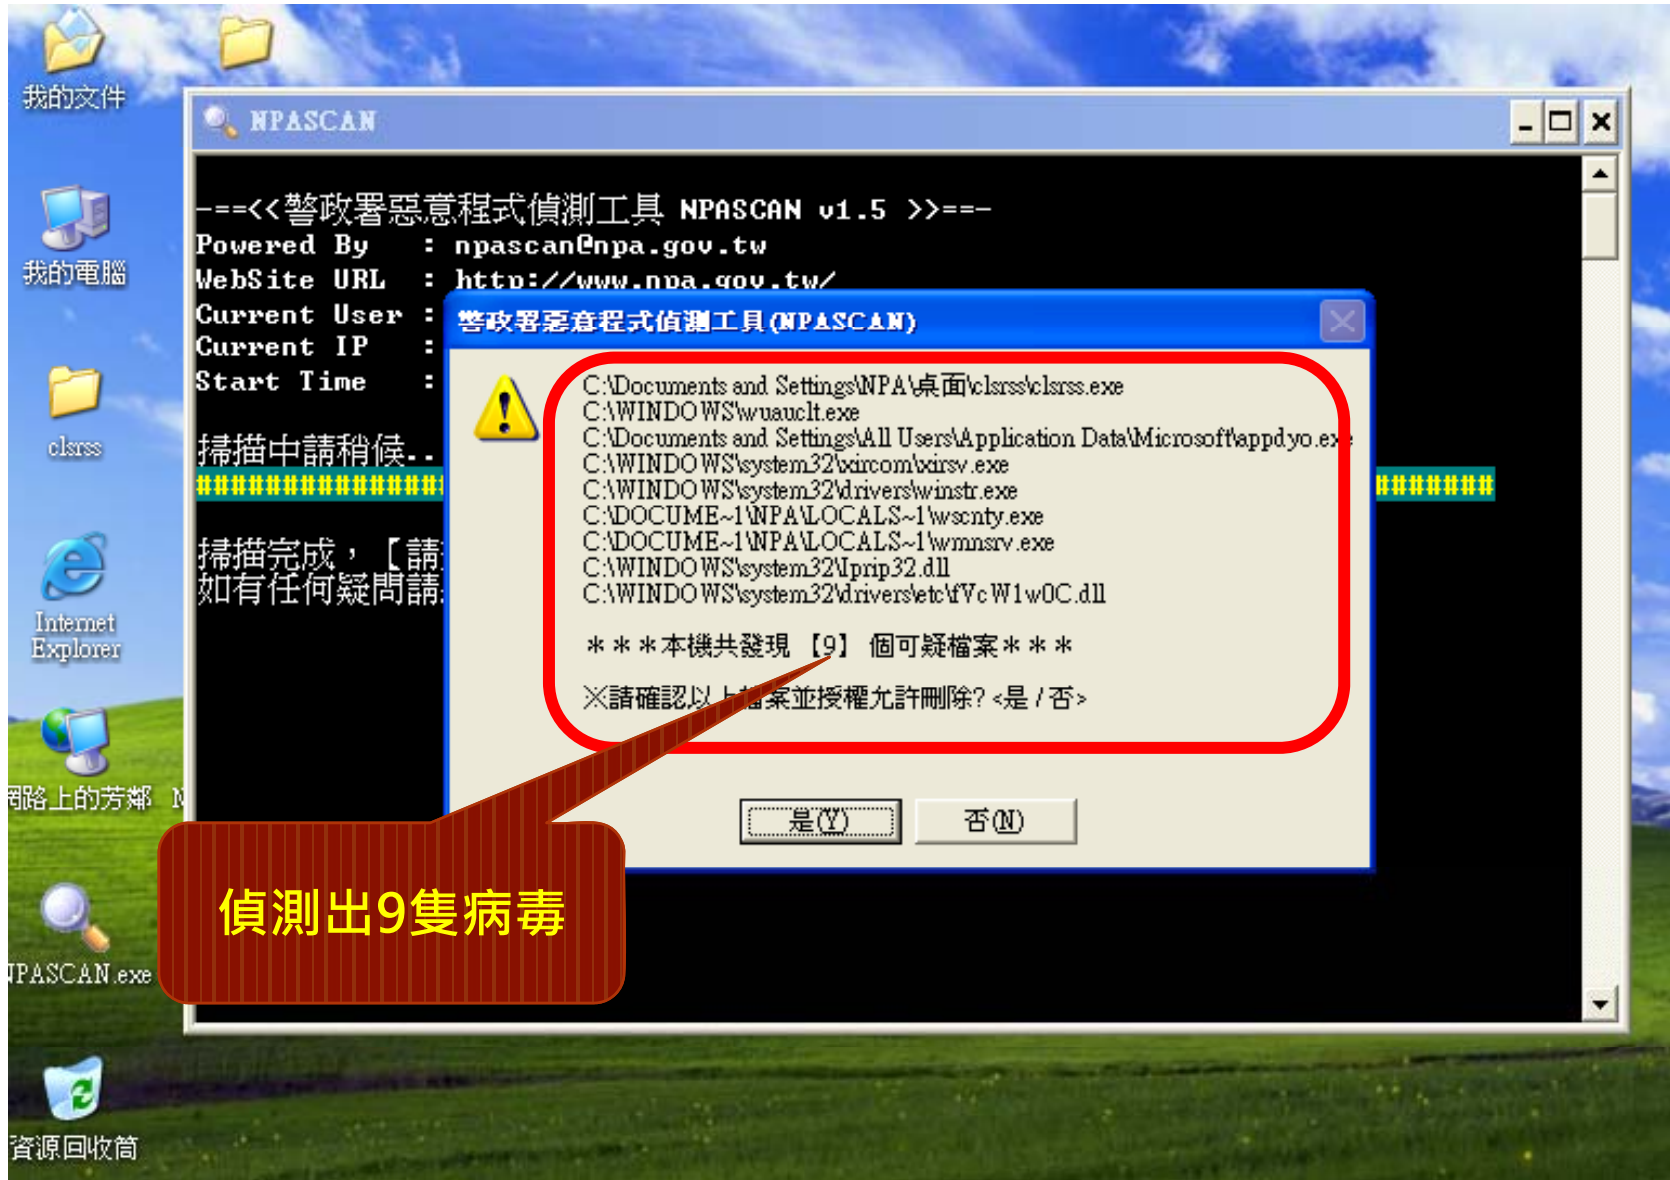 我的文件
NPASCAN
-==<<警政署惡意程式偵測工具 NPASCAN v1.5 >>==-
Powered By : npascan@npa.gov.tw
WebSite URL : http://www.npa.gov.tw/
Current User :
Current IP :
Start Time :
掃描中請稍候..
掃描完成，【請
如有任何疑問請
警政署惡意程式偵測工具(NPASCAN)
C:\Documents and Settings\NPA\桌面\clsrss\clsrss.exe
C:\WINDOWS\wuauclt.exe
C:\Documents and Settings\All Users\Application Data\Microsoft\appdyo.exe
C:\WINDOWS\system32\xircom\xirsv.exe
C:\WINDOWS\system32\drivers\winstr.exe
C:\DOCUME~1\NPA\LOCALS~1\wscnty.exe
C:\DOCUME~1\NPA\LOCALS~1\wmnsrv.exe
C:\WINDOWS\system32\Iprip32.dll
C:\WINDOWS\system32\drivers\etc\fVcW1w0C.dll
＊＊＊本機共發現【9】個可疑檔案＊＊＊
※請確認以上檔案並授權允許刪除? <是 / 否>
是(Y)
否(N)
偵測出9隻病毒
我的電腦
clsrss
Internet
Explorer
網路上的芳鄰
NPASCAN.exe
資源回收筒